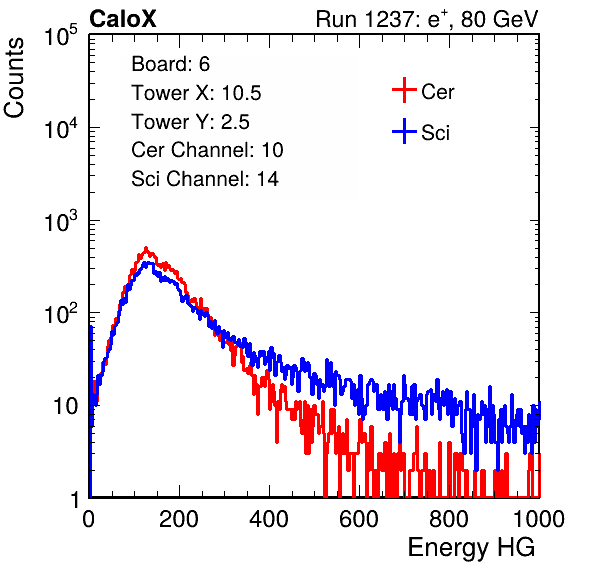 CaloX Run 1237: e⁺, 80 GeV
Board: 6
Tower X: 10.5
Tower Y: 2.5
Cer Channel: 10
Sci Channel: 14
Cer
Sci
Counts
10⁵
10⁴
10³
10²
10
1
0 200 400 600 800 1000
Energy HG